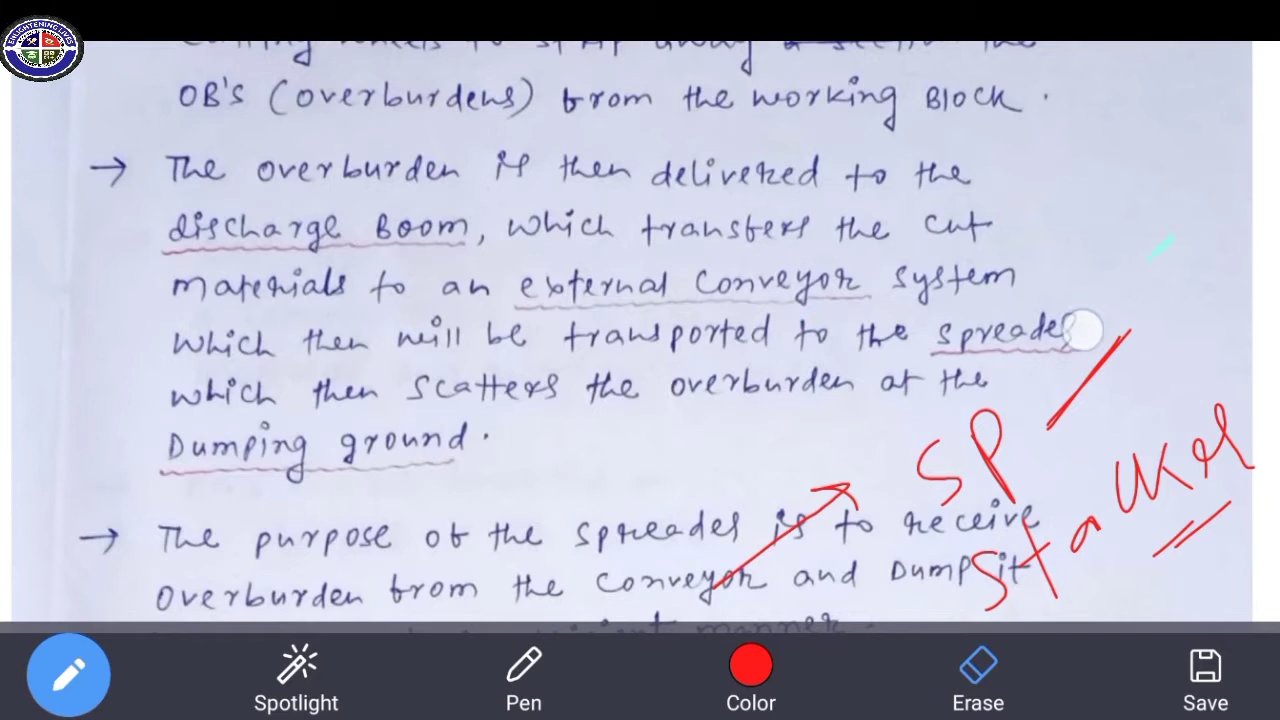 ENLIGHTENING LIVES
OB's (overburdens) from the working Block.
→ The overburden is then delivered to the
discharge Boom, which transfers the cut
materials to an external conveyor system
which then will be transported to the spreader
which then scatters the overburden at the
Dumping ground.
SP
Stacker
→ The purpose of the spreader is to receive
overburden from the conveyor and Dump it
manner.
Spotlight
Pen
Color
Erase
Save